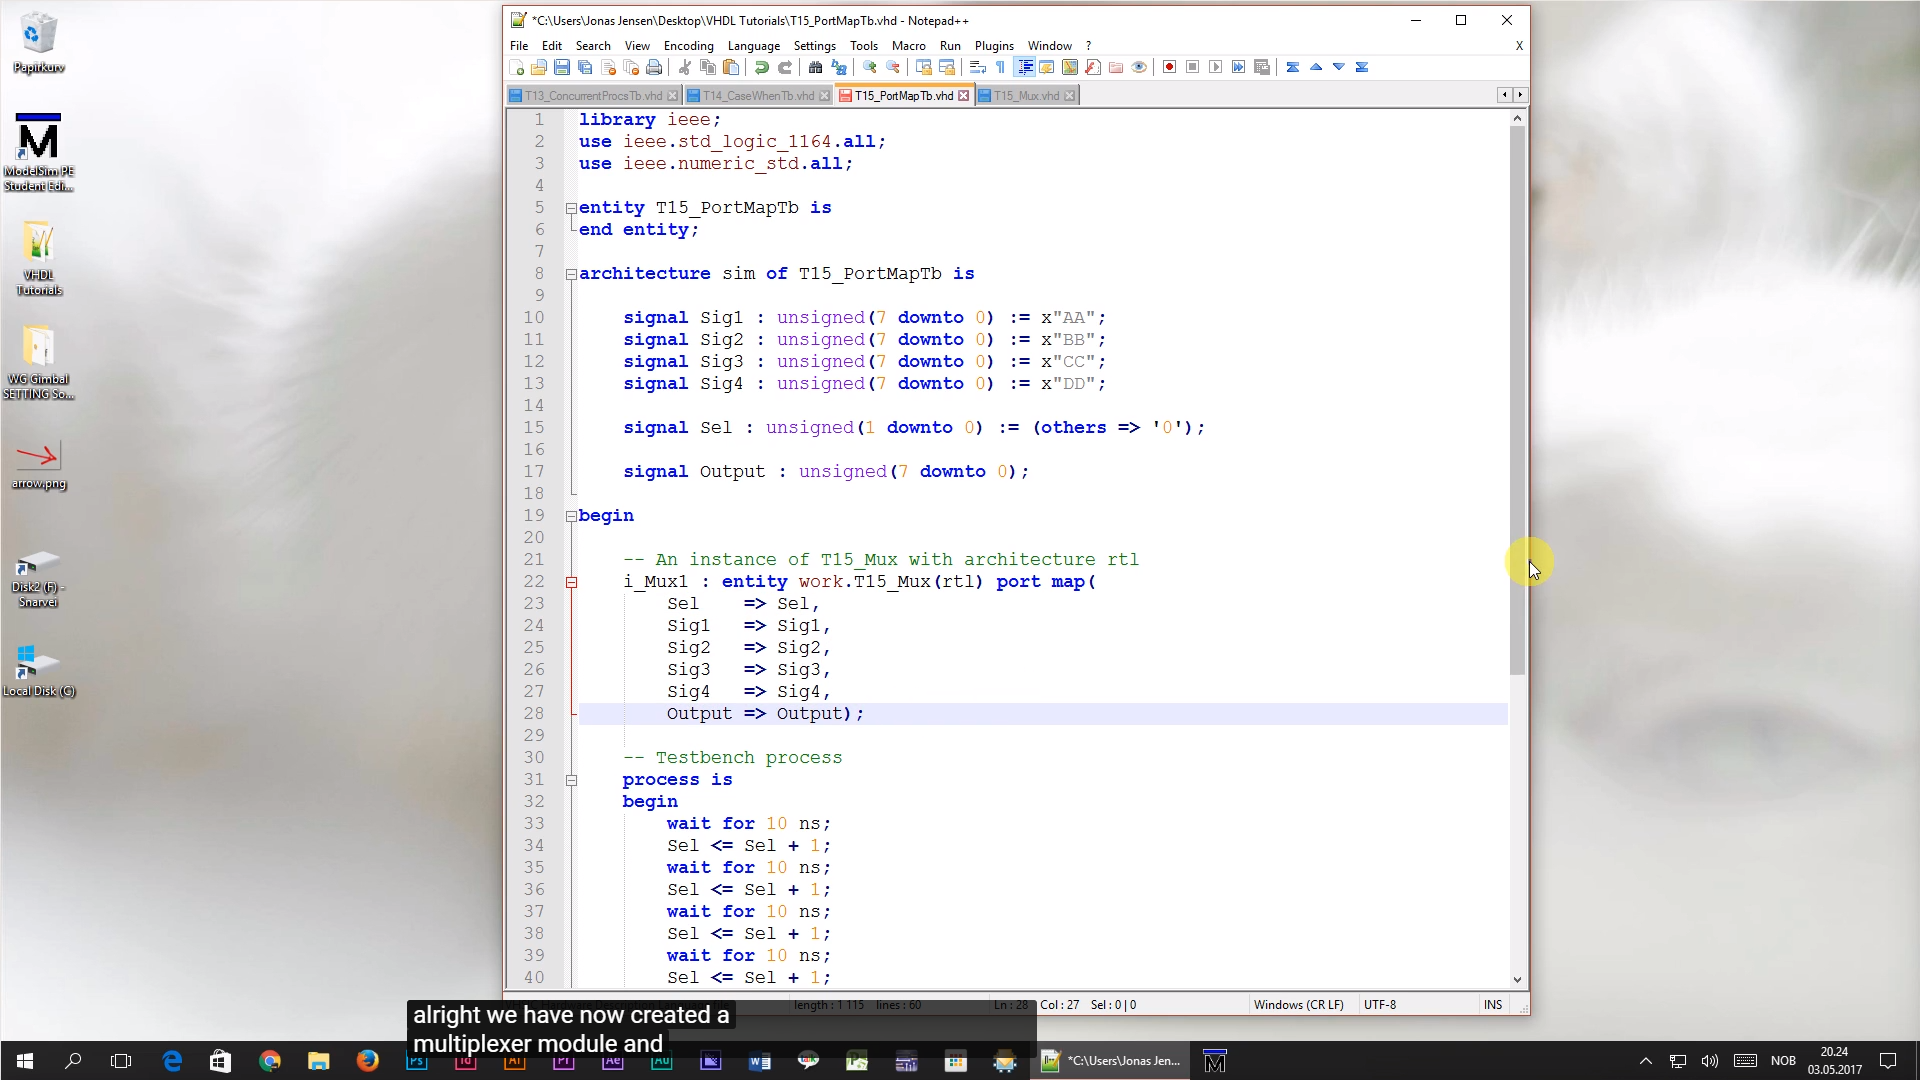 Papirkurv
ModelSim PE
Student Edi...
VHDL
Tutorials
WG Gimbal
SETTING So...
arrow.png
Disk2 (F) -
Snarvei
Local Disk (C)
*C:\Users\Jonas Jensen\Desktop\VHDL Tutorials\T15_PortMapTb.vhd - Notepad++
File Edit Search View Encoding Language Settings Tools Macro Run Plugins Window ? X
T13_ConcurrentProcsTb.vhd T14_CaseWhenTb.vhd T15_PortMapTb.vhd T15_Mux.vhd
1 library ieee;
2 use ieee.std_logic_1164.all;
3 use ieee.numeric_std.all;
4
5 entity T15_PortMapTb is
6 end entity;
7
8 architecture sim of T15_PortMapTb is
9
10 signal Sig1 : unsigned(7 downto 0) := x"AA";
11 signal Sig2 : unsigned(7 downto 0) := x"BB";
12 signal Sig3 : unsigned(7 downto 0) := x"CC";
13 signal Sig4 : unsigned(7 downto 0) := x"DD";
14
15 signal Sel : unsigned(1 downto 0) := (others => '0');
16
17 signal Output : unsigned(7 downto 0);
18
19 begin
20
21 -- An instance of T15_Mux with architecture rtl
22 i_Mux1 : entity work.T15_Mux(rtl) port map(
23 Sel => Sel,
24 Sig1 => Sig1,
25 Sig2 => Sig2,
26 Sig3 => Sig3,
27 Sig4 => Sig4,
28 Output => Output);
29
30 -- Testbench process
31 process is
32 begin
33 wait for 10 ns;
34 Sel <= Sel + 1;
35 wait for 10 ns;
36 Sel <= Sel + 1;
37 wait for 10 ns;
38 Sel <= Sel + 1;
39 wait for 10 ns;
40 Sel <= Sel + 1;
length : 1 115 lines : 60 Ln : 28 Col : 27 Sel : 0 | 0 Windows (CR LF) UTF-8 INS
alright we have now created a
multiplexer module and
*C:\Users\Jonas Jen...
NOB
20.24
03.05.2017